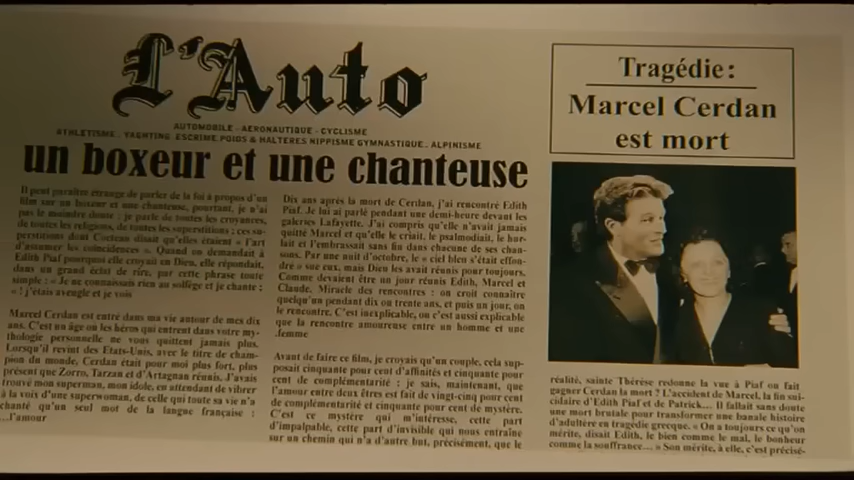 L'Auto
AUTOMOBILE - AERONAUTIQUE - CYCLISME
ATHLETISME . YACHTING . ESCRIME POIDS & HALTERES NIPPISME GYMNASTIQUE . ALPINISME
un boxeur et une chanteuse
Il peut paraître étrange de parler de la foi à propos d'un
film sur un boxeur et une chanteuse, pourtant, je n'ai
pas le moindre doute : je parle de toutes les croyances,
de toutes les religions, de toutes les superstitions ; ces su-
perstitions dont Cocteau disait qu'elles étaient « l'art
d'assumer les coïncidences » Quand on demandait à
Edith Piaf pourquoi elle croyait en Dieu, elle répondait,
dans un grand éclat de rire, par cette phrase toute
simple : « Je ne connaissais rien au solfège et je chante ;
« ! j'étais aveugle et je vois
Marcel Cerdan est entré dans ma vie autour de mes dix
ans. C'est un âge où les héros qui entrent dans votre my-
thologie personnelle ne vous quittent jamais plus.
Lorsqu'il revint des Etats-Unis, avec le titre de cham-
pion du monde, Cerdan était pour moi plus fort, plus
présent que Zorro, Tarzan et d'Artagnan réunis. J'avais
trouvé mon superman, mon idole, en attendant de vibrer
à la voix d'une superwoman, de celle qui toute sa vie n'a
chanté qu'un seul mot de la langue française :
...l'amour
Dix ans après la mort de Cerdan, j'ai rencontré Edith
Piaf. Je lui ai parlé pendant une demi-heure devant les
galeries Lafayette. J'ai compris qu'elle n'avait jamais
quitté Marcel et qu'elle le criait, le psalmodiait, le hur-
lait et l'embrassait sans fin dans chacune de ses chan-
sons. Par une nuit d'octobre, le « ciel bleu s'était effon-
dre » sur eux, mais Dieu les avait réunis pour toujours.
Comme devaient être un jour réunis Edith, Marcel et
Claude. Miracle des rencontres : on croit connaître
quelqu'un pendant dix ou trente ans, et puis un jour, on
le rencontre. C'est inexplicable, ou c'est aussi explicable
que la rencontre amoureuse entre un homme et une
.femme
Avant de faire ce film, je croyais qu'un couple, cela sup-
posait cinquante pour cent d'affinités et cinquante pour
cent de complémentarité : je sais, maintenant, que
l'amour entre deux êtres est fait de vingt-cinq pour cent
de complémentarité et cinquante pour cent de mystère.
C'est ce mystère qui m'intéresse, cette part
d'impalpable, cette part d'invisible qui nous entraîne
sur un chemin qui n'a d'autre but, précisément, que le
Tragédie :
Marcel Cerdan
est mort
réalité, sainte Thérèse redonne la vue à Piaf ou fait
gagner Cerdan la mort ? L'accident de Marcel, la fin sui-
cidaire d'Edith Piaf et de Patrick... Il fallait sans doute
une mort brutale pour transformer une banale histoire
d'adultère en tragédie grecque. « On a toujours ce qu'on
mérite, disait Edith, le bien comme le mal, le bonheur
comme la souffrance... » Son mérite, à elle, c'est précisé-